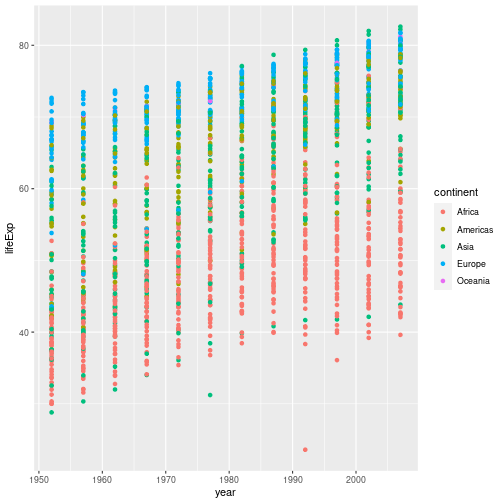 80
60
40
lifeExp
1950
1960
1970
1980
1990
2000
year
continent
Africa
Americas
Asia
Europe
Oceania